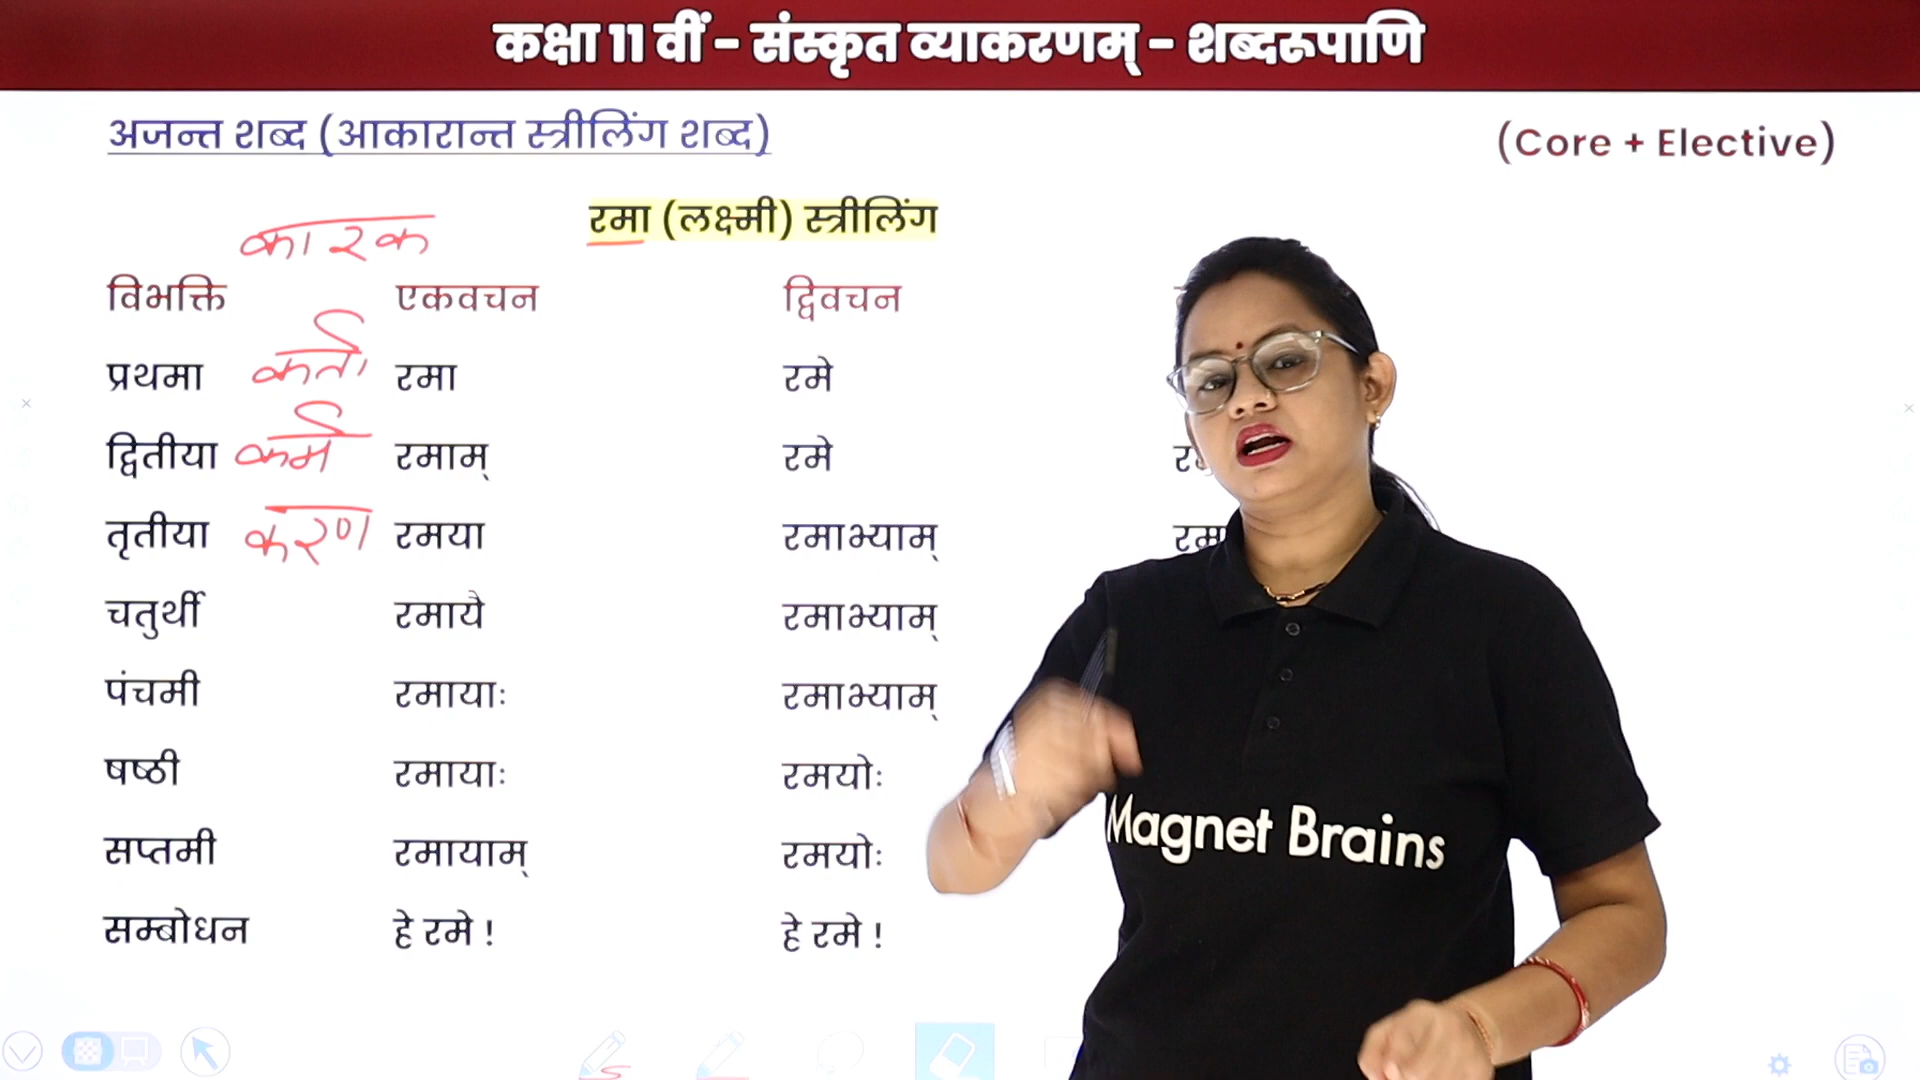 कक्षा 11 वीं - संस्कृत व्याकरणम् - शब्दरूपाणि
अजन्त शब्द (आकारान्त स्त्रीलिंग शब्द)
(Core + Elective)
रमा (लक्ष्मी) स्त्रीलिंग
कारक
विभक्ति एकवचन द्विवचन
प्रथमा कर्ता रमा रमे
द्वितीया कर्म रमाम् रमे
तृतीया करण रमया रमाभ्याम्
चतुर्थी रमायै रमाभ्याम्
पंचमी रमायाः रमाभ्याम्
षष्ठी रमायाः रमयोः
सप्तमी रमायाम् रमयोः
सम्बोधन हे रमे ! हे रमे !
Magnet Brains